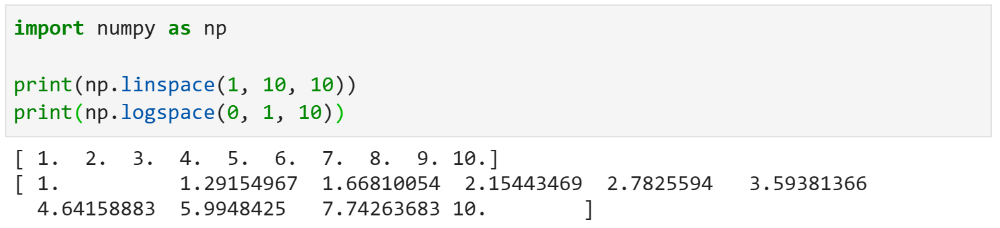 import numpy as np
print(np.linspace(1, 10, 10))
print(np.logspace(0, 1, 10))
[ 1.  2.  3.  4.  5.  6.  7.  8.  9. 10.]
[ 1.          1.29154967  1.66810054  2.15443469  2.7825594   3.59381366
  4.64158883  5.9948425   7.74263683 10.        ]